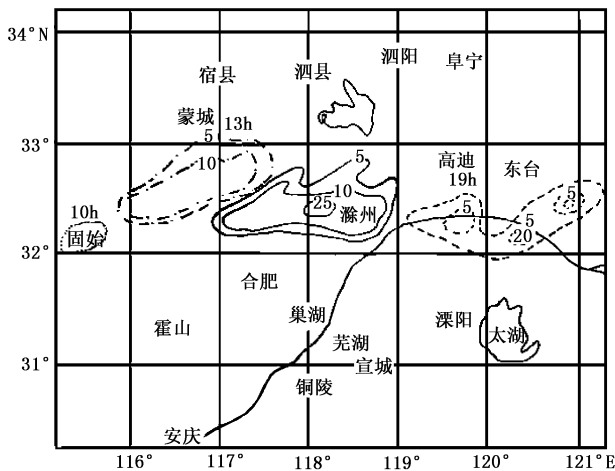 34°N
泗阳
阜宁
宿县
泗县
蒙城
13h
5
33°
10
5
高迪
东台
19h
10
10h
25
滁州
5
5
5
固始
20
32°
合肥
巢湖
溧阳
霍山
芜湖
太湖
宣城
31°
铜陵
安庆
116°
117°
118°
119°
120°
121°E